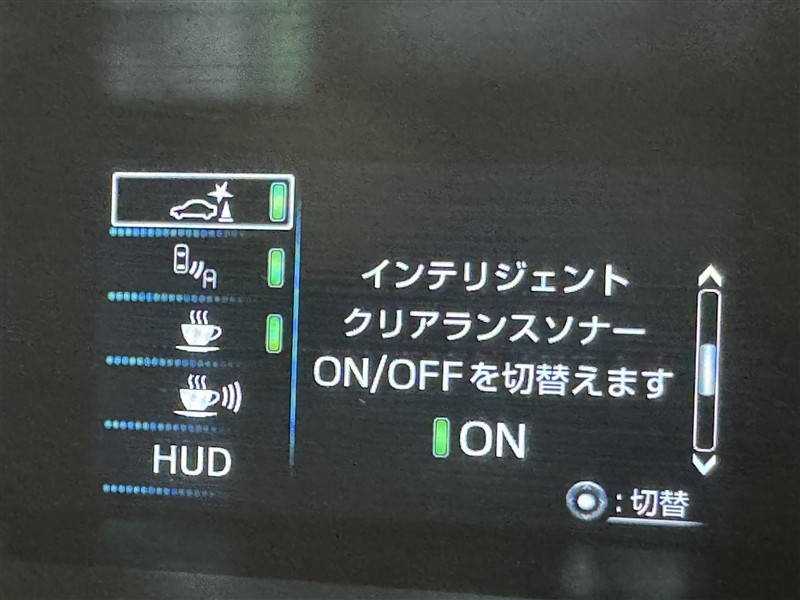 インテリジェント
クリアランスソナー
ON/OFFを切替えます
ON
HUD
:切替